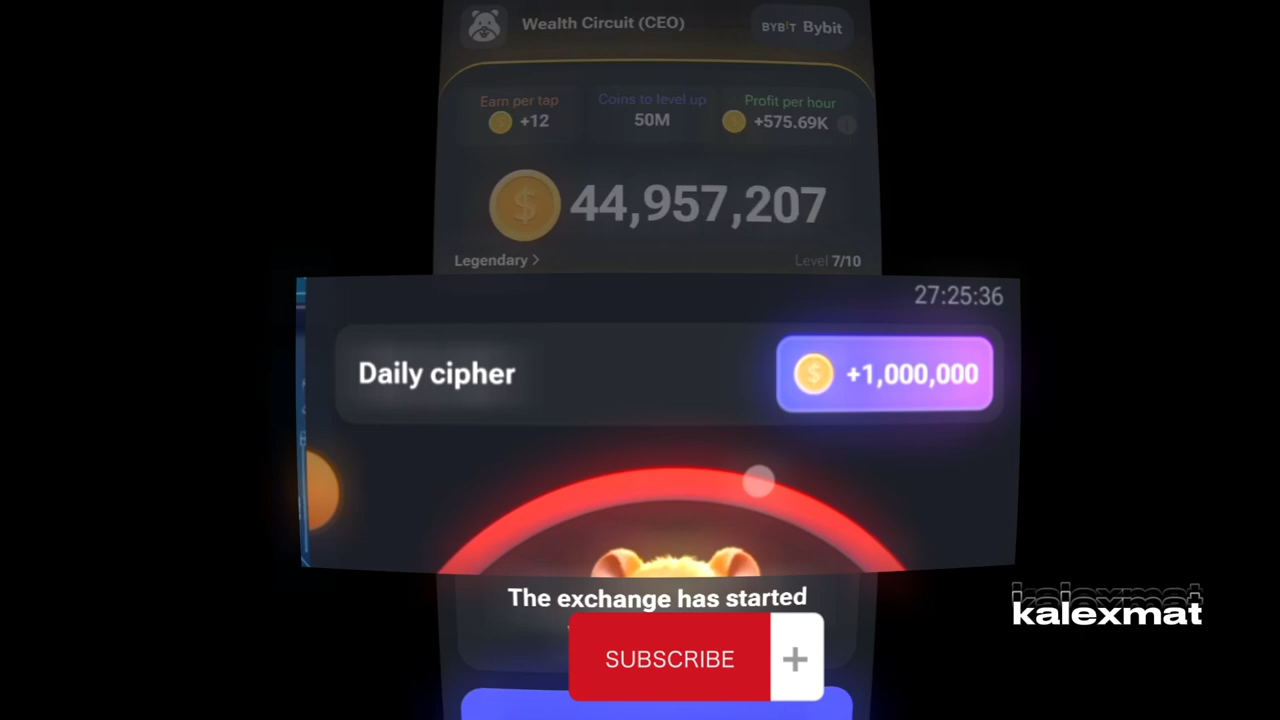 Wealth Circuit (CEO)
BYBIT Bybit
Earn per tap
Coins to level up
Profit per hour
+12
50M
+575.69K
44,957,207
Legendary >
Level 7/10
27:25:36
Daily cipher
+1,000,000
The exchange has started
SUBSCRIBE +
kalexmat
kalexmat